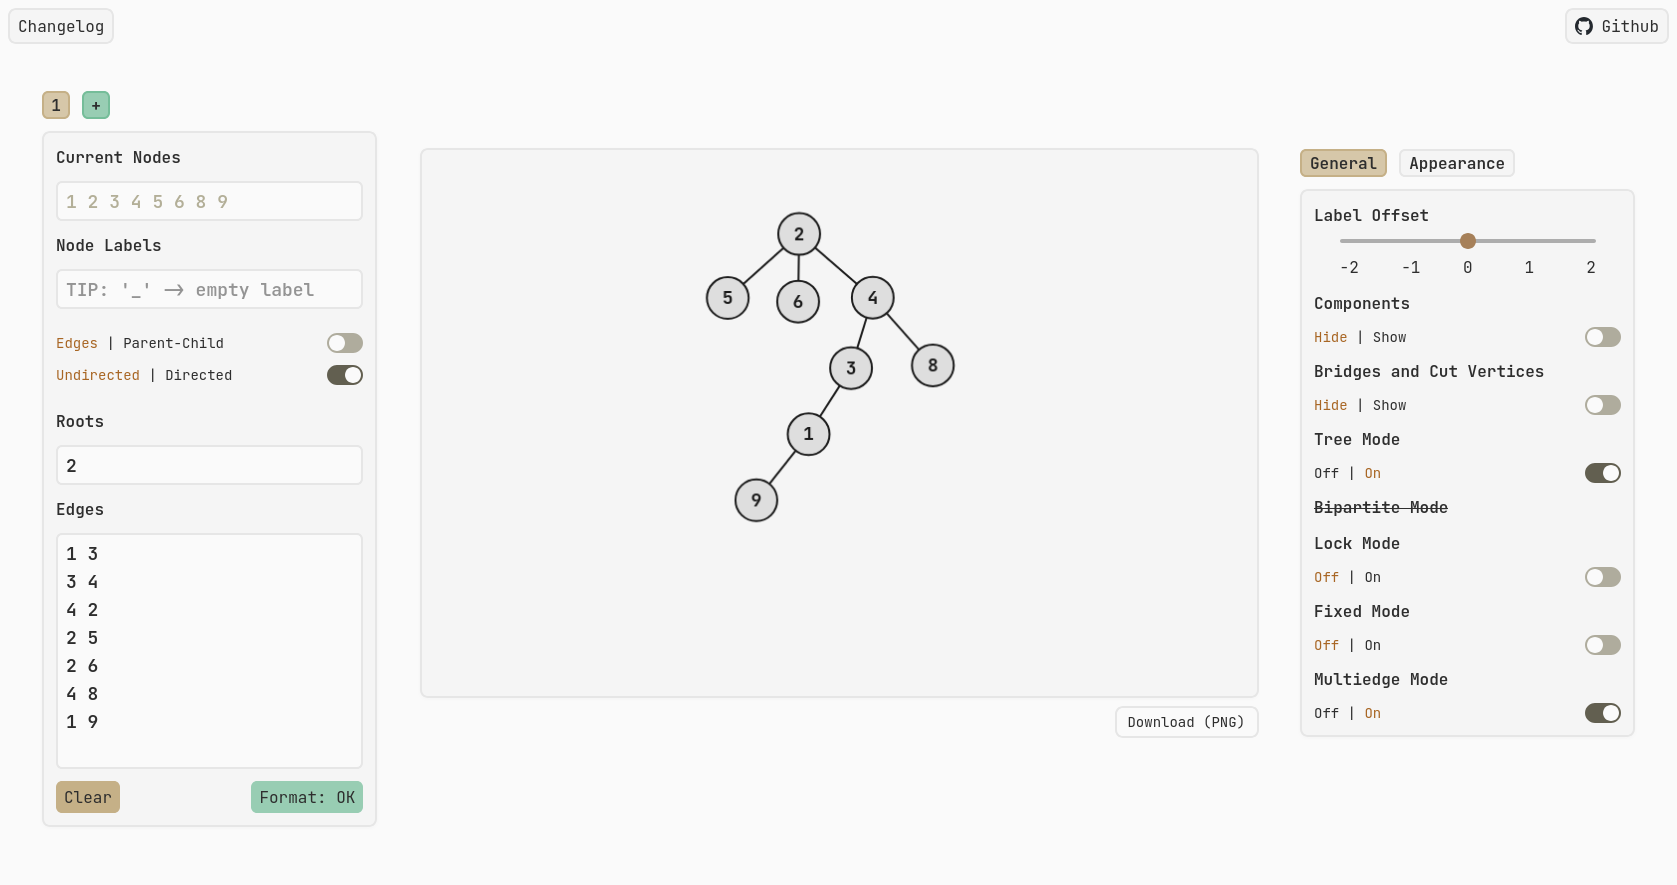 Changelog
Github
1
+
Current Nodes
1 2 3 4 5 6 8 9
Node Labels
TIP: '_' -> empty label
Edges | Parent-Child
Undirected | Directed
Roots
2
Edges
1 3
3 4
4 2
2 5
2 6
4 8
1 9
Clear
Format: OK
2
5
6
4
3
8
1
9
Download (PNG)
General
Appearance
Label Offset
-2 -1 0 1 2
Components
Hide | Show
Bridges and Cut Vertices
Hide | Show
Tree Mode
Off | On
Bipartite Mode
Lock Mode
Off | On
Fixed Mode
Off | On
Multiedge Mode
Off | On